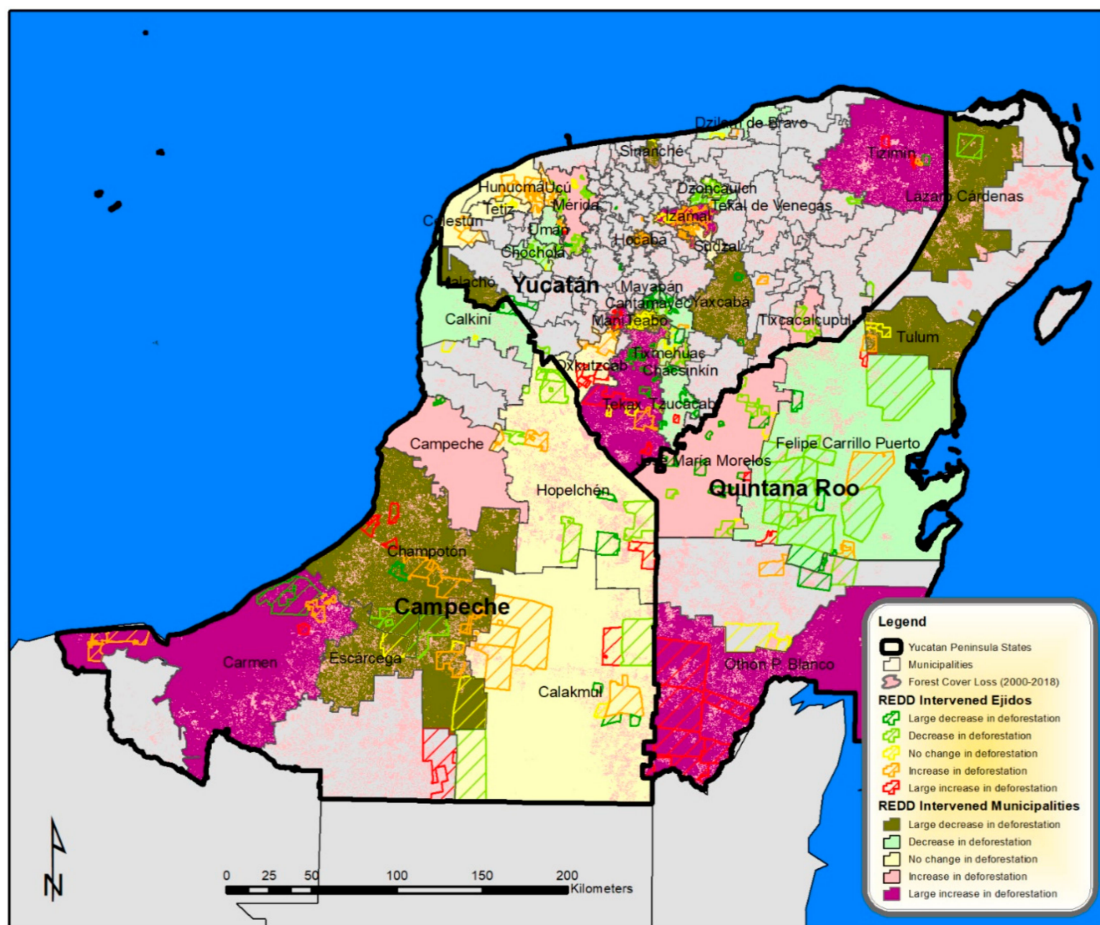 Dzilam de Bravo
Sinanché
Tizimín
Hunucmá
Ucú
Dzoncauich
Lázaro Cárdenas
Tetiz
Mérida
Texal de Venegas
Izamal
Celestún
Umán
Hocabá
Sudzal
Chocholá
Halachó
Yucatán
Mayapán
Cantamayec
Yaxcabá
Calkiní
Maní
Teabo
Tixcacalcupul
Tulum
Tixmehuac
Oxkutzcab
Chacsinkín
Tekax
Tzucacab
Campeche
Felipe Carrillo Puerto
José María Morelos
Hopelchén
Quintana Roo
Champotón
Campeche
Carmen
Escárcega
Othón P. Blanco
Calakmul
Legend
Yucatan Peninsula States
Municipalities
Forest Cover Loss (2000-2018)
REDD Intervened Ejidos
Large decrease in deforestation
Decrease in deforestation
No change in deforestation
Increase in deforestation
Large increase in deforestation
REDD Intervened Municipalities
Large decrease in deforestation
Decrease in deforestation
No change in deforestation
Increase in deforestation
Large increase in deforestation
N
0 25 50 100 150 200
Kilometers